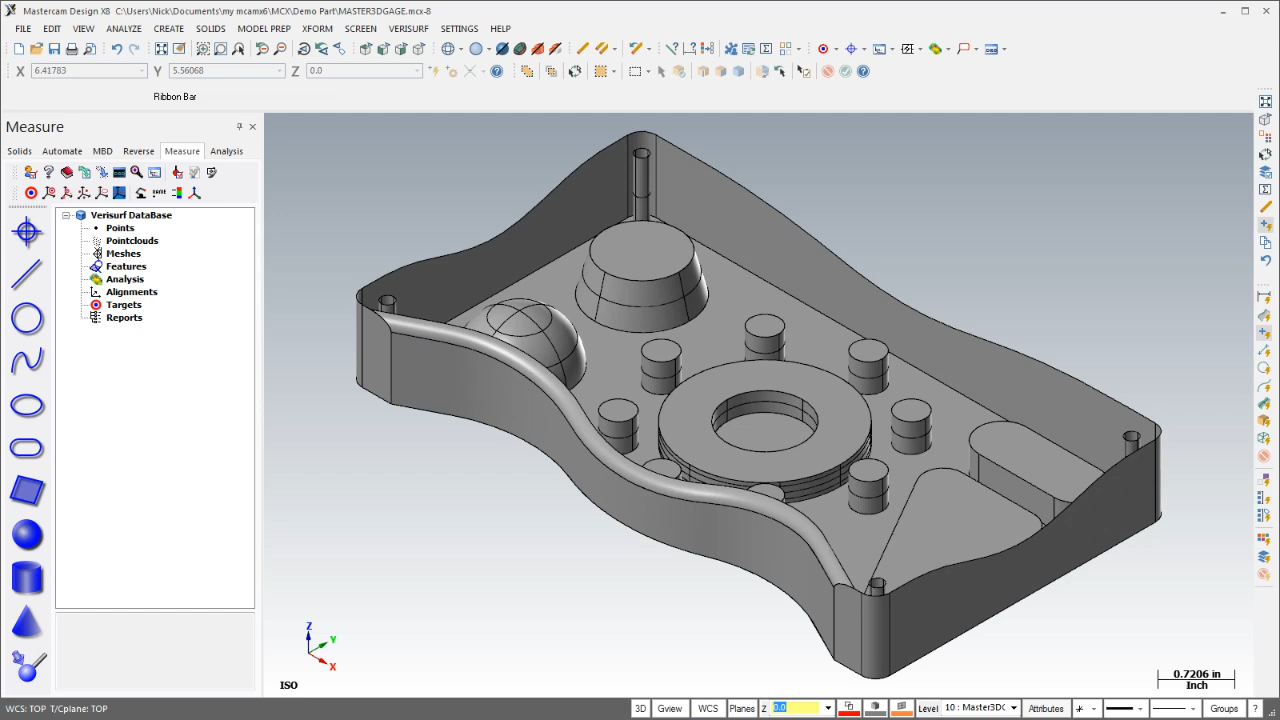 Mastercam Design X8 C:\Users\Nick\Documents\my mcamx6\MCX\Demo Part\MASTER3DGAGE.mcx-8
FILE EDIT VIEW ANALYZE CREATE SOLIDS MODEL PREP XFORM SCREEN VERISURF SETTINGS HELP
X 6.41783 Y 5.56068 Z 0.0
Ribbon Bar
Measure
Solids Automate MBD Reverse Measure Analysis
Verisurf DataBase
Points
Pointclouds
Meshes
Features
Analysis
Alignments
Targets
Reports
Z
Y
X
ISO
0.7206 in
Inch
WCS: TOP T/Cplane: TOP
3D Gview WCS Planes Z 0.0 Level 10 : Master3D Attributes Groups ?